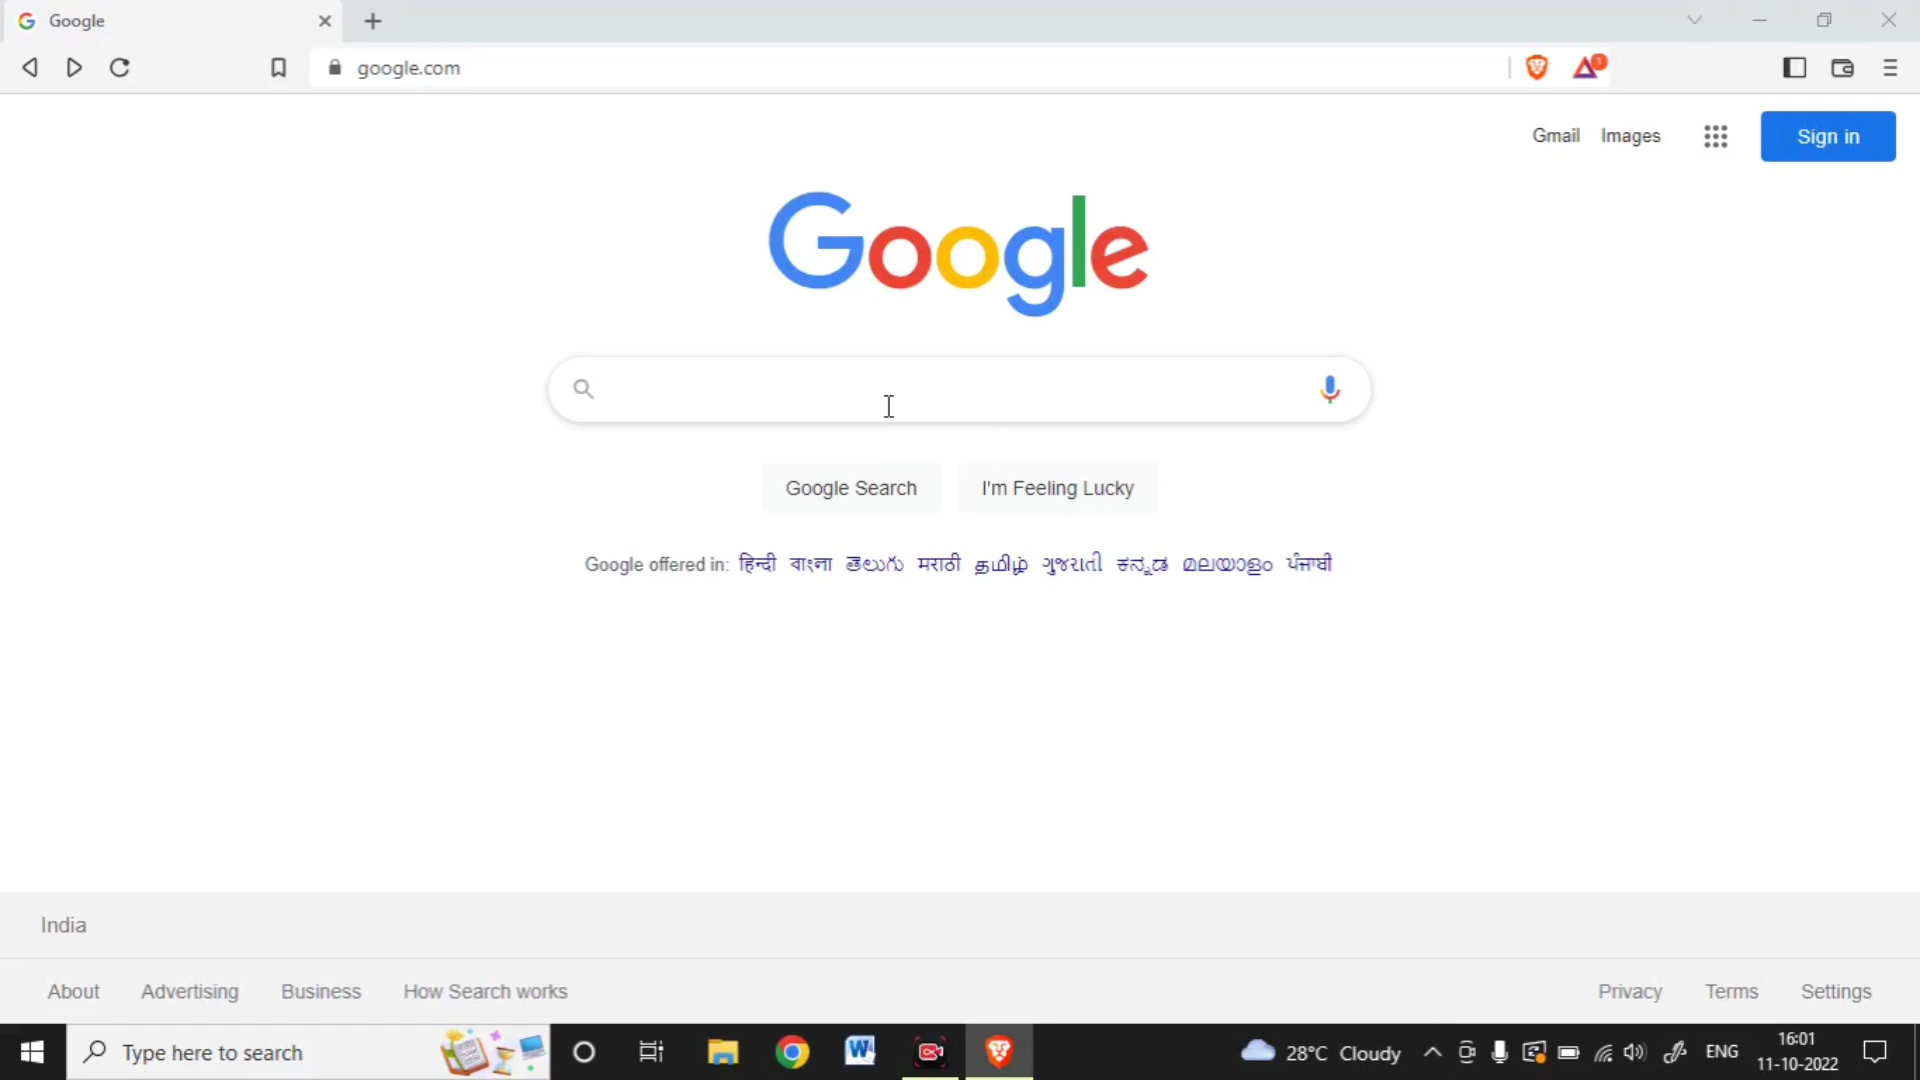 Google
google.com
1
Gmail Images Sign in
Google
Google Search I'm Feeling Lucky
Google offered in: हिन्दी বাংলা తెలుగు मराठी தமிழ் ગુજરાતી ಕನ್ನಡ മലയാളം ਪੰਜਾਬੀ
India
About Advertising Business How Search works Privacy Terms Settings
Type here to search 28°C Cloudy ENG 16:01
11-10-2022